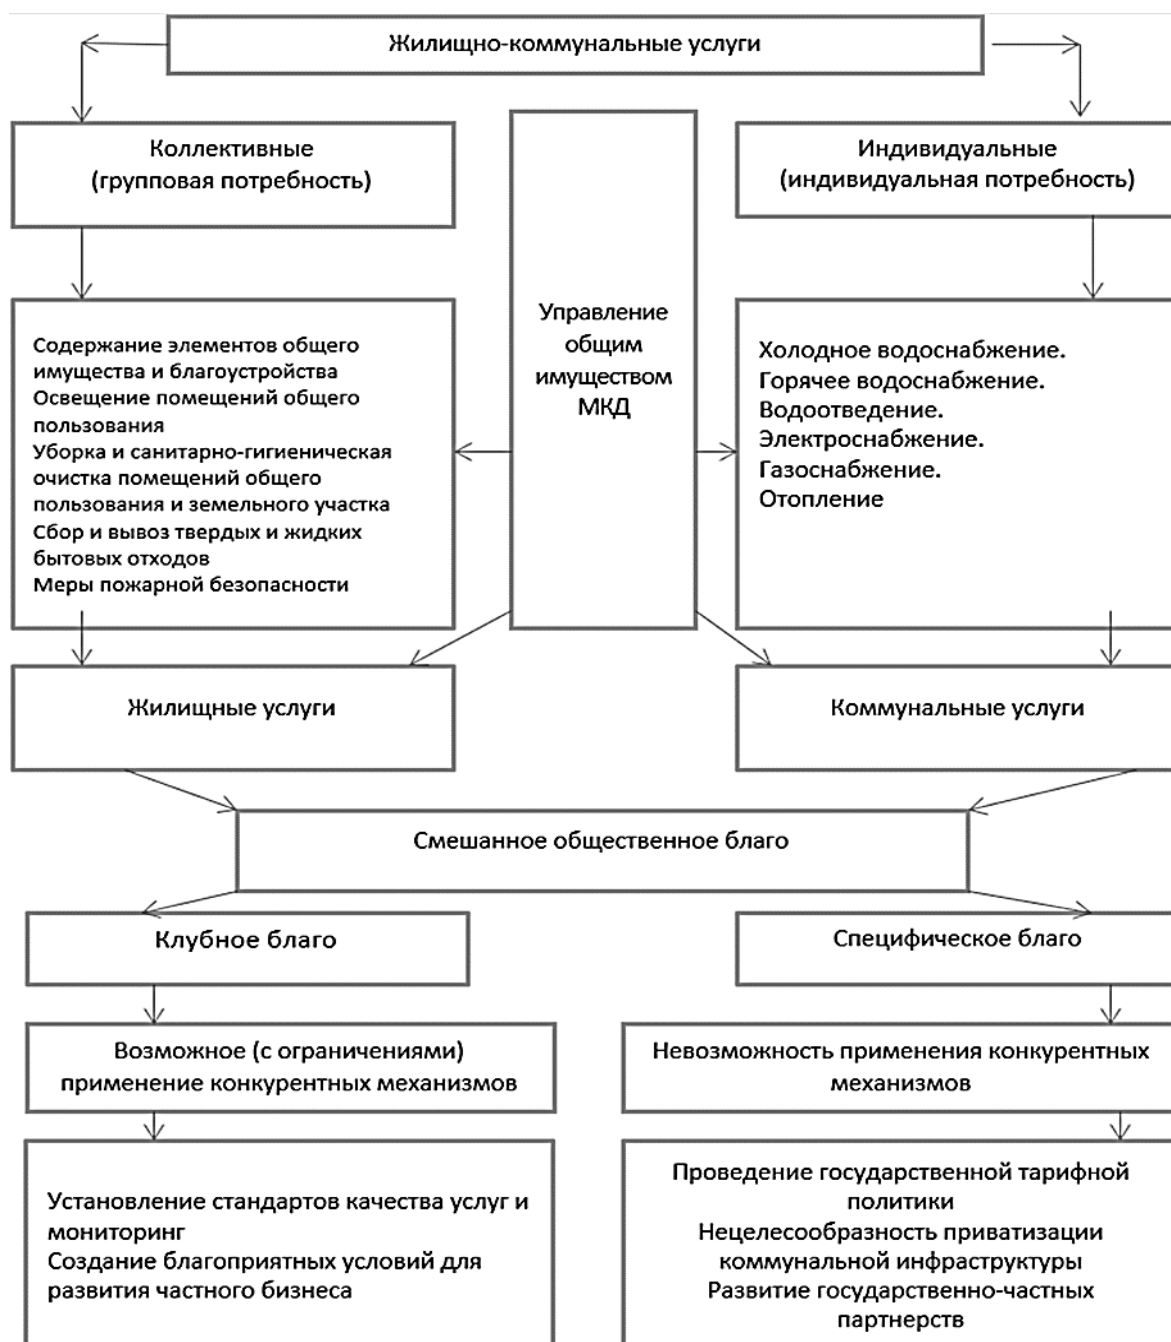 Жилищно-коммунальные услуги
Коллективные
(групповая потребность)
Индивидуальные
(индивидуальная потребность)
Управление
общим
имуществом
МКД
Содержание элементов общего
имущества и благоустройства
Освещение помещений общего
пользования
Уборка и санитарно-гигиеническая
очистка помещений общего
пользования и земельного участка
Сбор и вывоз твердых и жидких
бытовых отходов
Меры пожарной безопасности
Холодное водоснабжение.
Горячее водоснабжение.
Водоотведение.
Электроснабжение.
Газоснабжение.
Отопление
Жилищные услуги
Коммунальные услуги
Смешанное общественное благо
Клубное благо
Специфическое благо
Возможное (с ограничениями)
применение конкурентных механизмов
Невозможность применения конкурентных
механизмов
Установление стандартов качества услуг и
мониторинг
Создание благоприятных условий для
развития частного бизнеса
Проведение государственной тарифной
политики
Нецелесообразность приватизации
коммунальной инфраструктуры
Развитие государственно-частных
партнерств